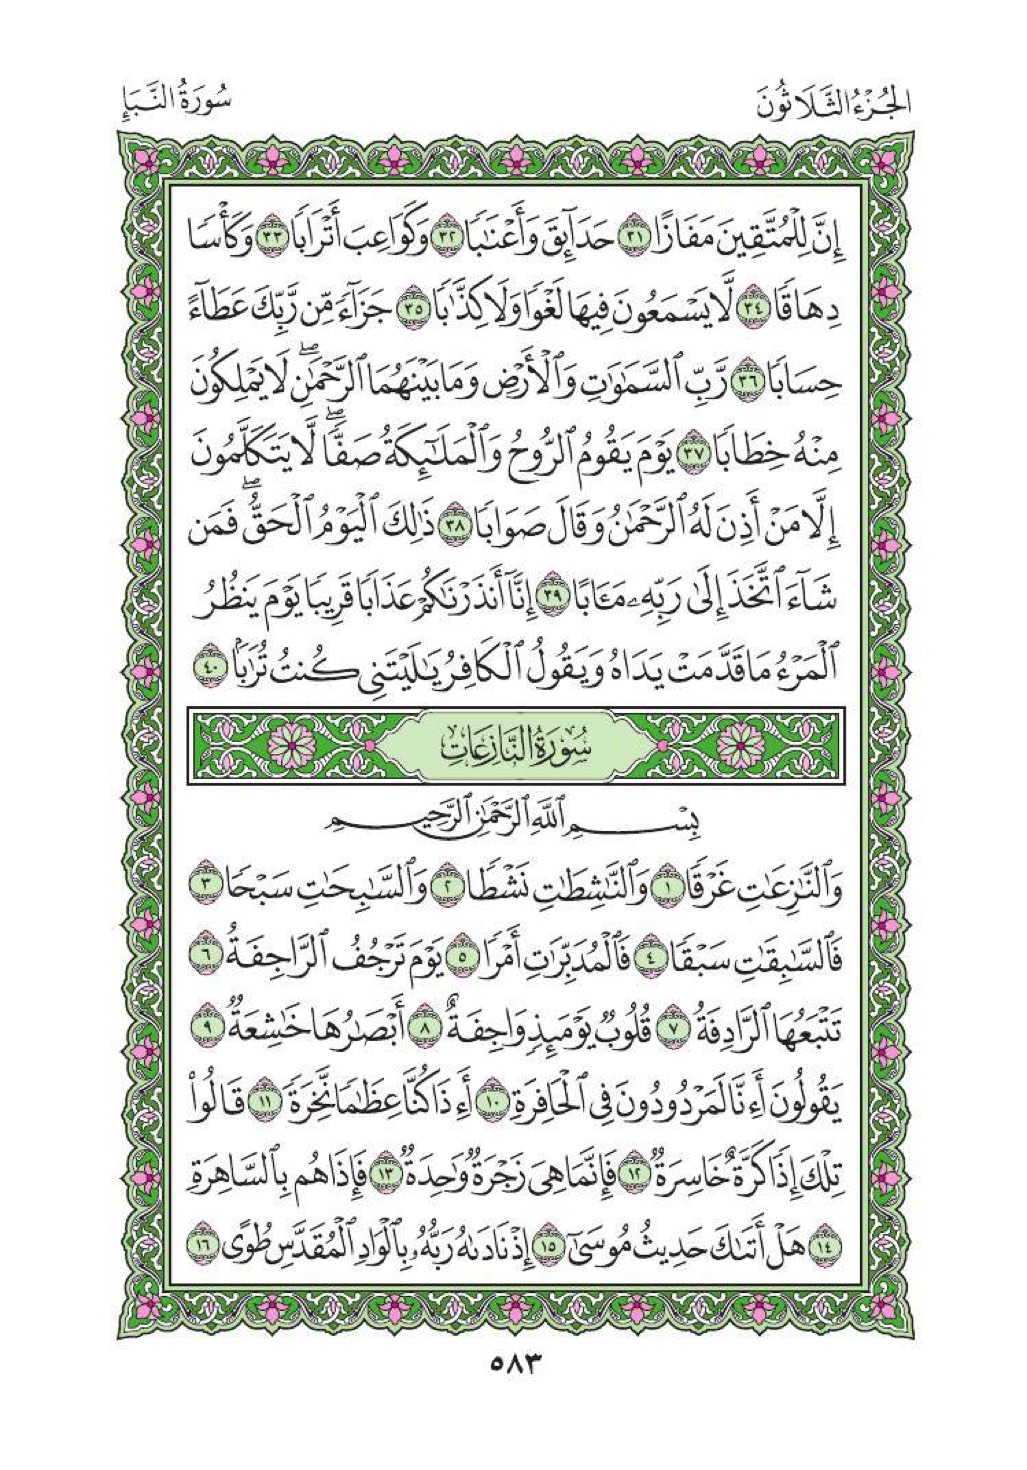 الجُزْءُ الثَّلَاثُونَ
سُورَةُ النَّبَإِ
إِنَّ لِلْمُتَّقِينَ مَفَازًا ٣١ حَدَآئِقَ وَأَعْنَٰبًا ٣٢ وَكَوَاعِبَ أَتْرَابًا ٣٣ وَكَأْسًا
دِهَاقًا ٣٤ لَّا يَسْمَعُونَ فِيهَا لَغْوًا وَلَا كِذَّٰبًا ٣٥ جَزَآءً مِّن رَّبِّكَ عَطَآءً
حِسَابًا ٣٦ رَّبِّ ٱلسَّمَٰوَٰتِ وَٱلْأَرْضِ وَمَا بَيْنَهُمَا ٱلرَّحْمَٰنِۖ لَا يَمْلِكُونَ
مِنْهُ خِطَابًا ٣٧ يَوْمَ يَقُومُ ٱلرُّوحُ وَٱلْمَلَٰٓئِكَةُ صَفًّاۖ لَّا يَتَكَلَّمُونَ
إِلَّا مَنْ أَذِنَ لَهُ ٱلرَّحْمَٰنُ وَقَالَ صَوَابًا ٣٨ ذَٰلِكَ ٱلْيَوْمُ ٱلْحَقُّۖ فَمَن
شَآءَ ٱتَّخَذَ إِلَىٰ رَبِّهِۦ مَـَٔابًا ٣٩ إِنَّآ أَنذَرْنَٰكُمْ عَذَابًا قَرِيبًا يَوْمَ يَنظُرُ
ٱلْمَرْءُ مَا قَدَّمَتْ يَدَاهُ وَيَقُولُ ٱلْكَافِرُ يَٰلَيْتَنِى كُنتُ تُرَٰبًۢا ٤٠
سُورَةُ النَّازِعَاتِ
بِسْمِ ٱللَّهِ ٱلرَّحْمَٰنِ ٱلرَّحِيمِ
وَٱلنَّٰزِعَٰتِ غَرْقًا ١ وَٱلنَّٰشِطَٰتِ نَشْطًا ٢ وَٱلسَّٰبِحَٰتِ سَبْحًا ٣
فَٱلسَّٰبِقَٰتِ سَبْقًا ٤ فَٱلْمُدَبِّرَٰتِ أَمْرًا ٥ يَوْمَ تَرْجُفُ ٱلرَّاجِفَةُ ٦
تَتْبَعُهَا ٱلرَّادِفَةُ ٧ قُلُوبٌ يَوْمَئِذٍ وَاجِفَةٌ ٨ أَبْصَٰرُهَا خَٰشِعَةٌ ٩
يَقُولُونَ أَءِنَّا لَمَرْدُودُونَ فِى ٱلْحَافِرَةِ ١٠ أَءِذَا كُنَّا عِظَٰمًا نَّخِرَةً ١١ قَالُوا۟
تِلْكَ إِذًا كَرَّةٌ خَاسِرَةٌ ١٢ فَإِنَّمَا هِىَ زَجْرَةٌ وَٰحِدَةٌ ١٣ فَإِذَا هُم بِٱلسَّاهِرَةِ
١٤ هَلْ أَتَىٰكَ حَدِيثُ مُوسَىٰٓ ١٥ إِذْ نَادَىٰهُ رَبُّهُۥ بِٱلْوَادِ ٱلْمُقَدَّسِ طُوًى ١٦
٥٨٣